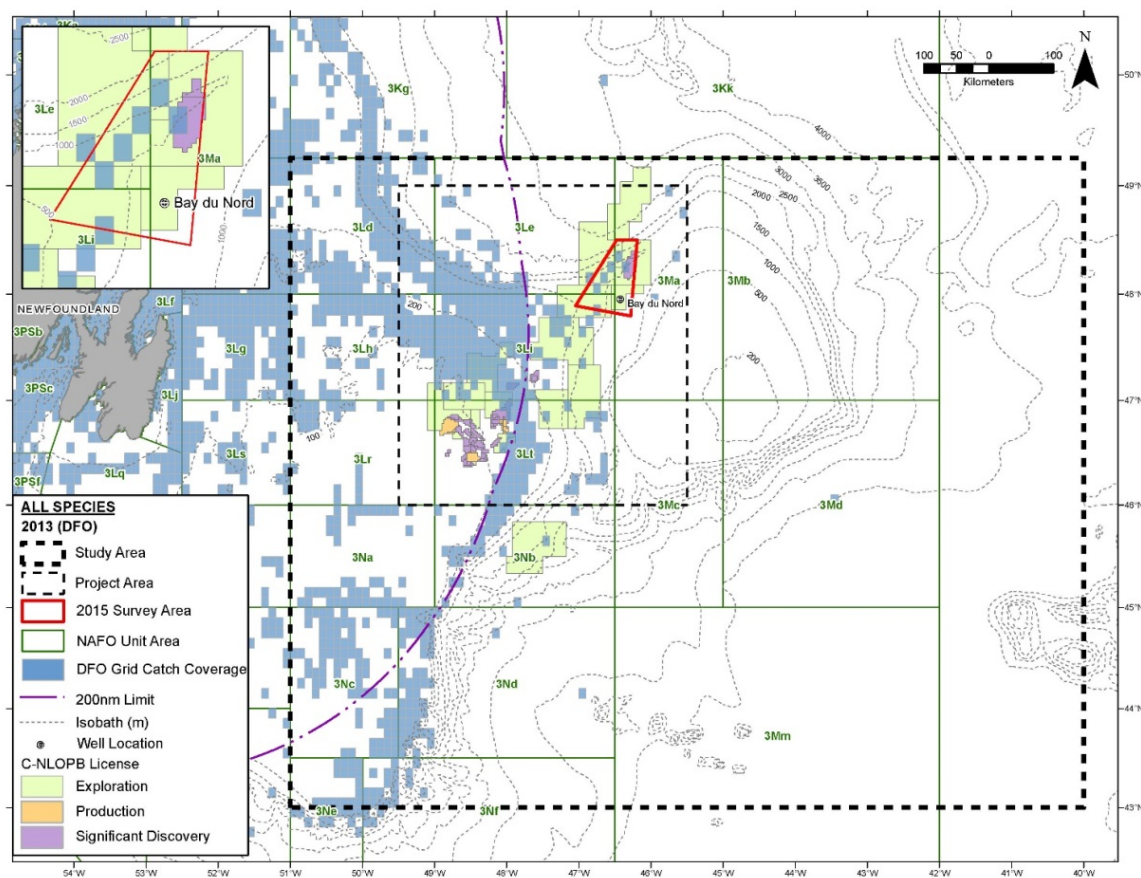 2500
2000
1500
1000
500
1000
3Le
3Ma
3Li
Bay du Nord
3Kg
3Kk
N
100 50 0 100
Kilometers
4000
3000
3500
2000
2500
1500
1000
500
200
3Ld
3Le
3Ma
3Mb
Bay du Nord
200
NEWFOUNDLAND
3Lf
3PSb
3Lg
3Lh
3Li
3PSc
3Lj
100
3Ls
3Lr
3Lt
3Lq
3PSf
3Mc
3Md
3Na
3Nb
3Nc
3Nd
3Mm
3Ne
3Nf
ALL SPECIES
2013 (DFO)
Study Area
Project Area
2015 Survey Area
NAFO Unit Area
DFO Grid Catch Coverage
200nm Limit
Isobath (m)
Well Location
C-NLOPB License
Exploration
Production
Significant Discovery
50°N
49°N
48°N
47°N
46°N
45°N
44°N
43°N
54°W 53°W 52°W 51°W 50°W 49°W 48°W 47°W 46°W 45°W 44°W 43°W 42°W 41°W 40°W